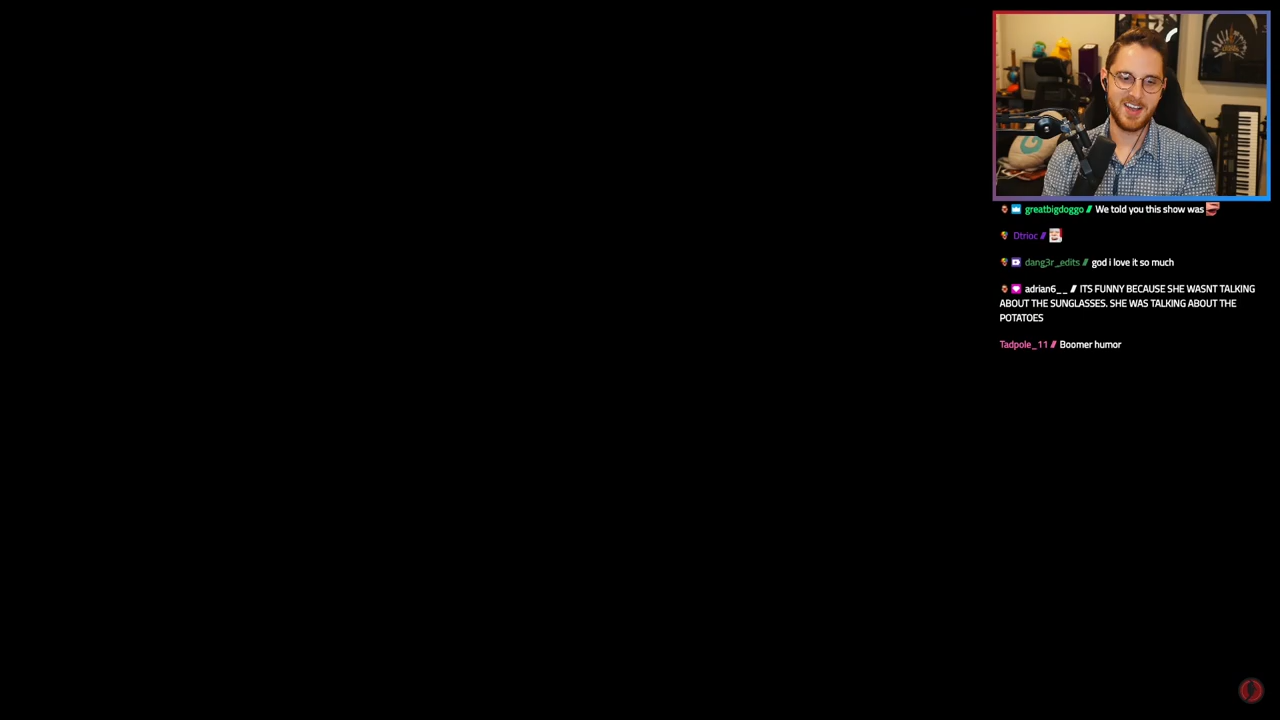 greatbigdoggo // We told you this show was
Dtrioc //
dang3r_edits // god i love it so much
adrian6__ // ITS FUNNY BECAUSE SHE WASNT TALKING
ABOUT THE SUNGLASSES. SHE WAS TALKING ABOUT THE
POTATOES
Tadpole_11 // Boomer humor